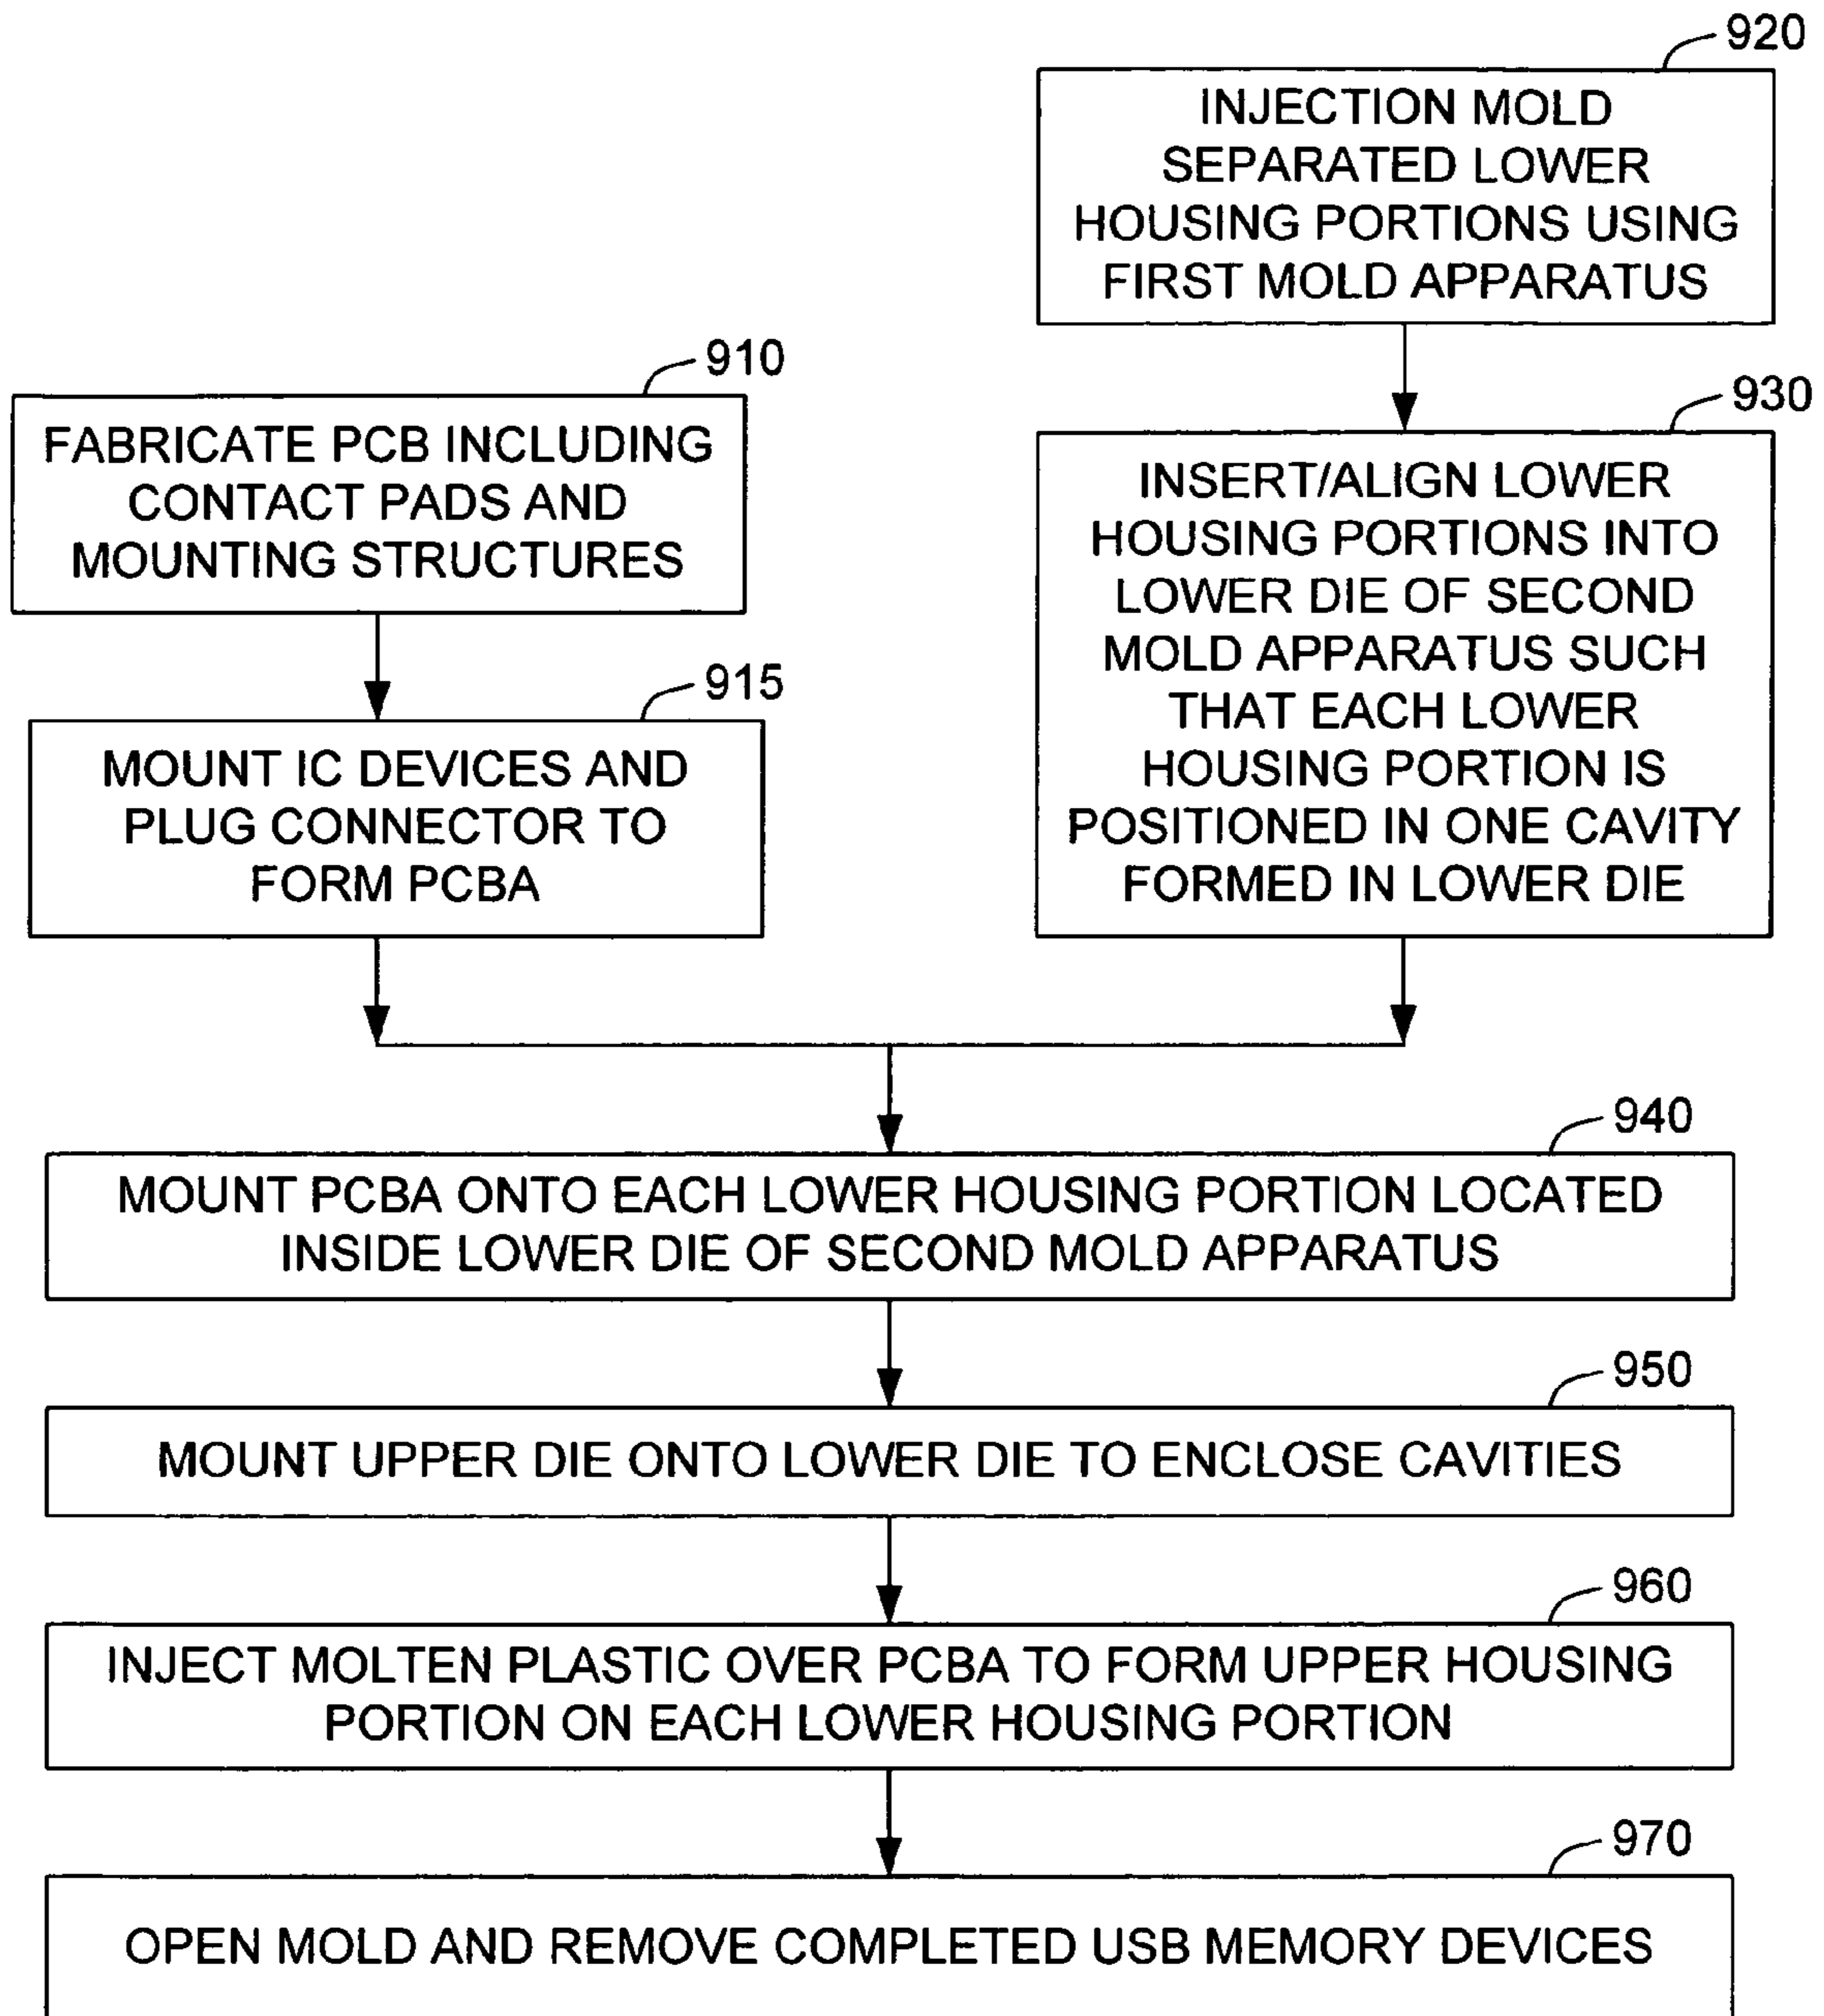 920
INJECTION MOLD
SEPARATED LOWER
HOUSING PORTIONS USING
FIRST MOLD APPARATUS
910
FABRICATE PCB INCLUDING
CONTACT PADS AND
MOUNTING STRUCTURES
930
INSERT/ALIGN LOWER
HOUSING PORTIONS INTO
LOWER DIE OF SECOND
MOLD APPARATUS SUCH
THAT EACH LOWER
HOUSING PORTION IS
POSITIONED IN ONE CAVITY
FORMED IN LOWER DIE
915
MOUNT IC DEVICES AND
PLUG CONNECTOR TO
FORM PCBA
940
MOUNT PCBA ONTO EACH LOWER HOUSING PORTION LOCATED
INSIDE LOWER DIE OF SECOND MOLD APPARATUS
950
MOUNT UPPER DIE ONTO LOWER DIE TO ENCLOSE CAVITIES
960
INJECT MOLTEN PLASTIC OVER PCBA TO FORM UPPER HOUSING
PORTION ON EACH LOWER HOUSING PORTION
970
OPEN MOLD AND REMOVE COMPLETED USB MEMORY DEVICES